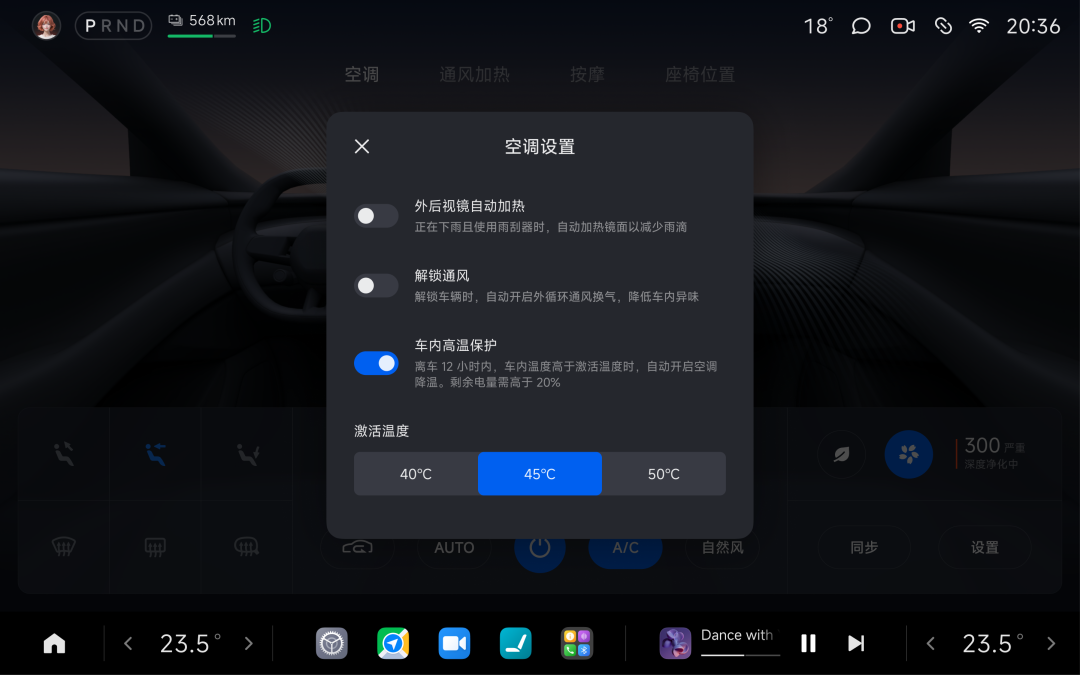 PRND
568km
18°
20:36
空调
通风加热
按摩
座椅位置
空调设置
外后视镜自动加热
正在下雨且使用雨刮器时，自动加热镜面以减少雨滴
解锁通风
解锁车辆时，自动开启外循环通风换气，降低车内异味
车内高温保护
离车 12 小时内，车内温度高于激活温度时，自动开启空调
降温。剩余电量需高于 20%
激活温度
40℃
45℃
50℃
300 严重
深度净化中
AUTO
A/C
自然风
同步
设置
23.5°
Dance with
23.5°